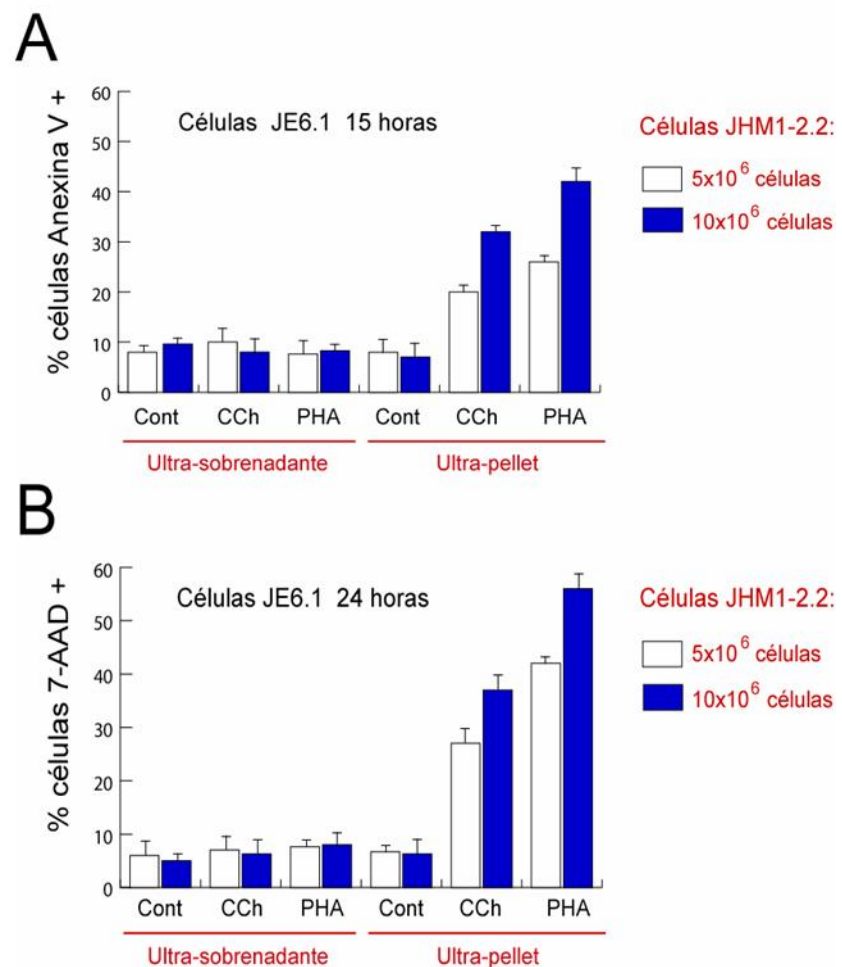 A
60
50
40
30
20
10
0
% células Anexina V +
Células JE6.1 15 horas
Células JHM1-2.2:
5x10⁶ células
10x10⁶ células
Cont CCh PHA Cont CCh PHA
Ultra-sobrenadante Ultra-pellet
B
60
50
40
30
20
10
0
% células 7-AAD +
Células JE6.1 24 horas
Células JHM1-2.2:
5x10⁶ células
10x10⁶ células
Cont CCh PHA Cont CCh PHA
Ultra-sobrenadante Ultra-pellet